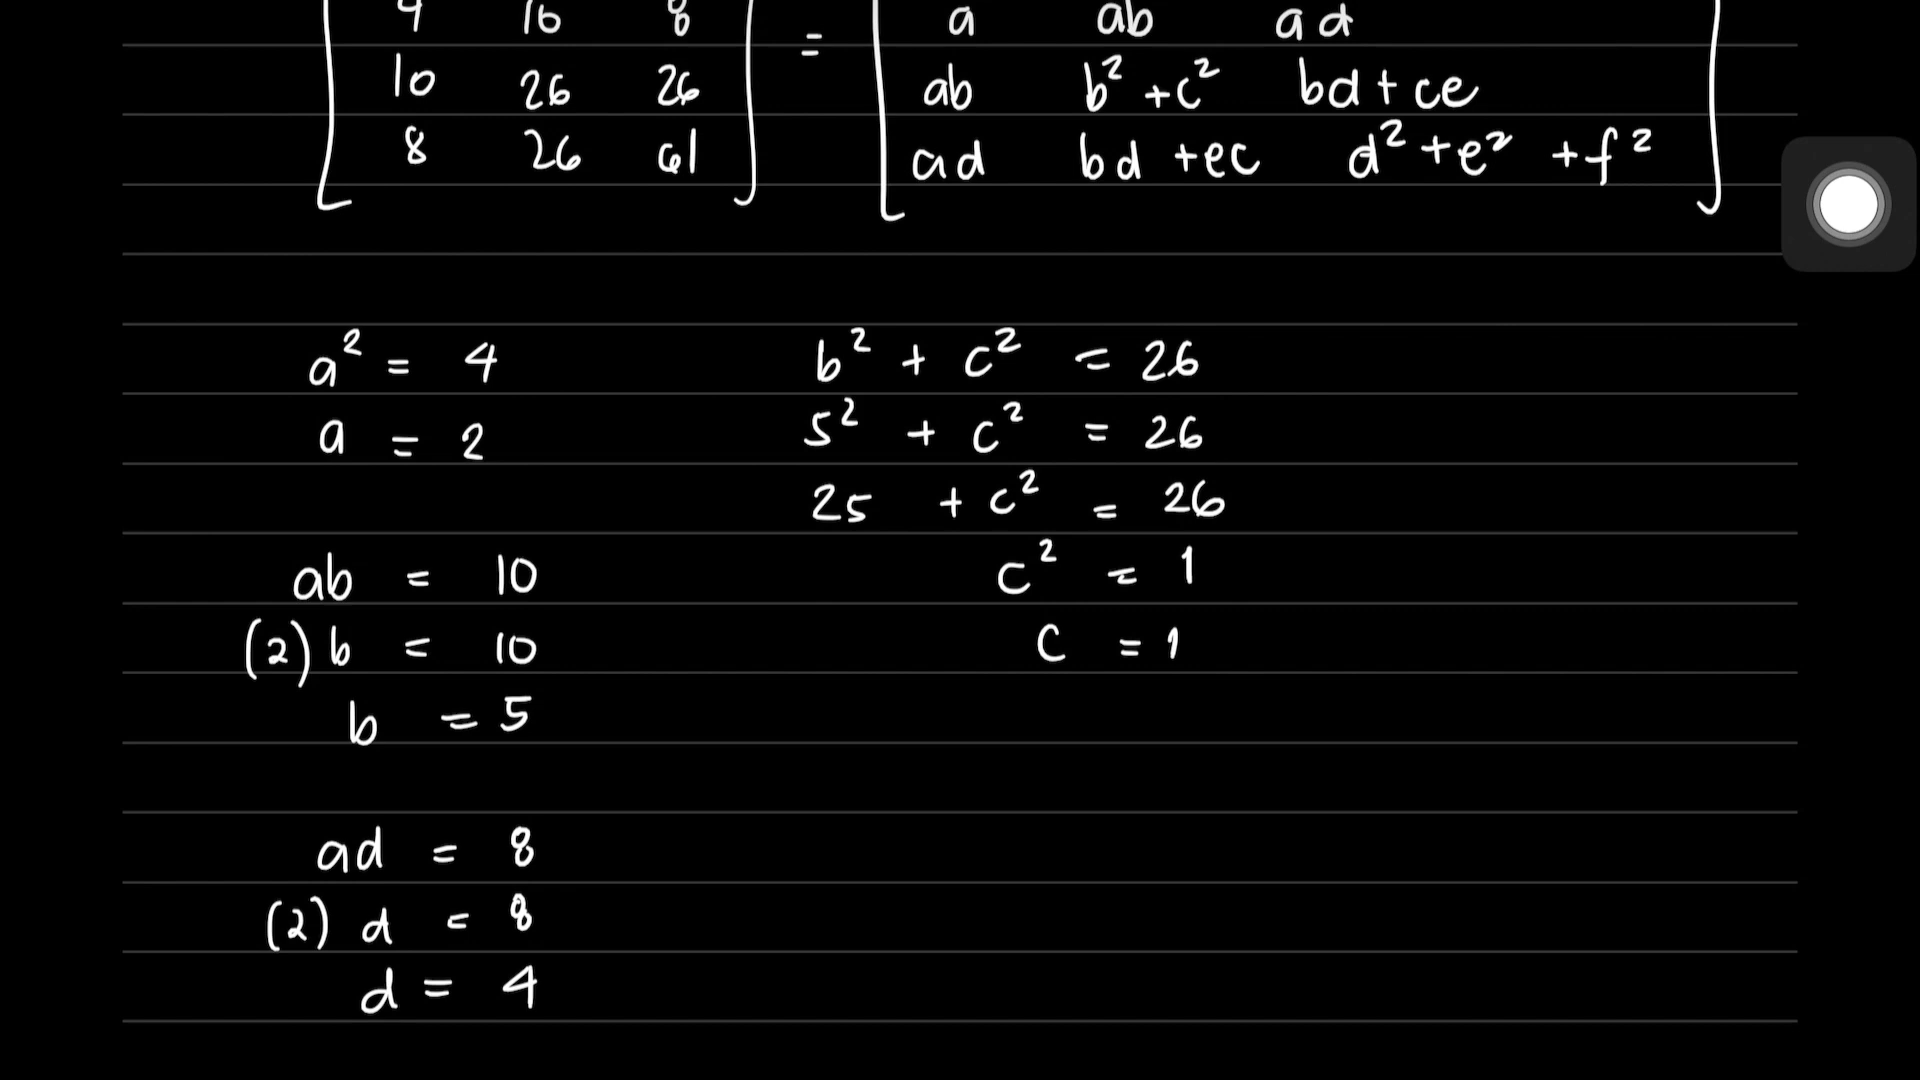 4 10 8 = a ab ad
10 26 26 ab b² + c² bd + ce
8 26 61 ad bd + ec d² + e² + f²
a² = 4
a = 2
ab = 10
(2) b = 10
b = 5
ad = 8
(2) d = 8
d = 4
b² + c² = 26
5² + c² = 26
25 + c² = 26
c² = 1
c = 1